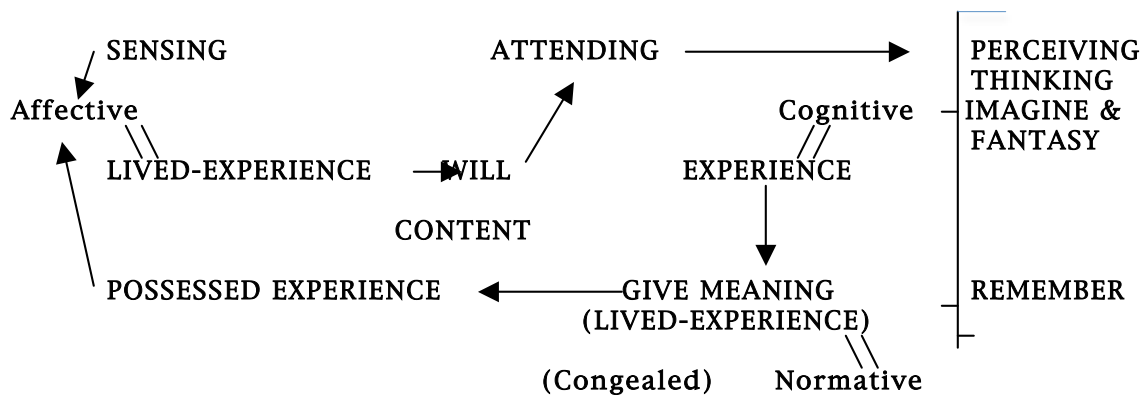 SENSING ATTENDING PERCEIVING
THINKING
Affective Cognitive IMAGINE &
FANTASY
LIVED-EXPERIENCE WILL EXPERIENCE
CONTENT
POSSESSED EXPERIENCE GIVE MEANING REMEMBER
(LIVED-EXPERIENCE)
(Congealed) Normative